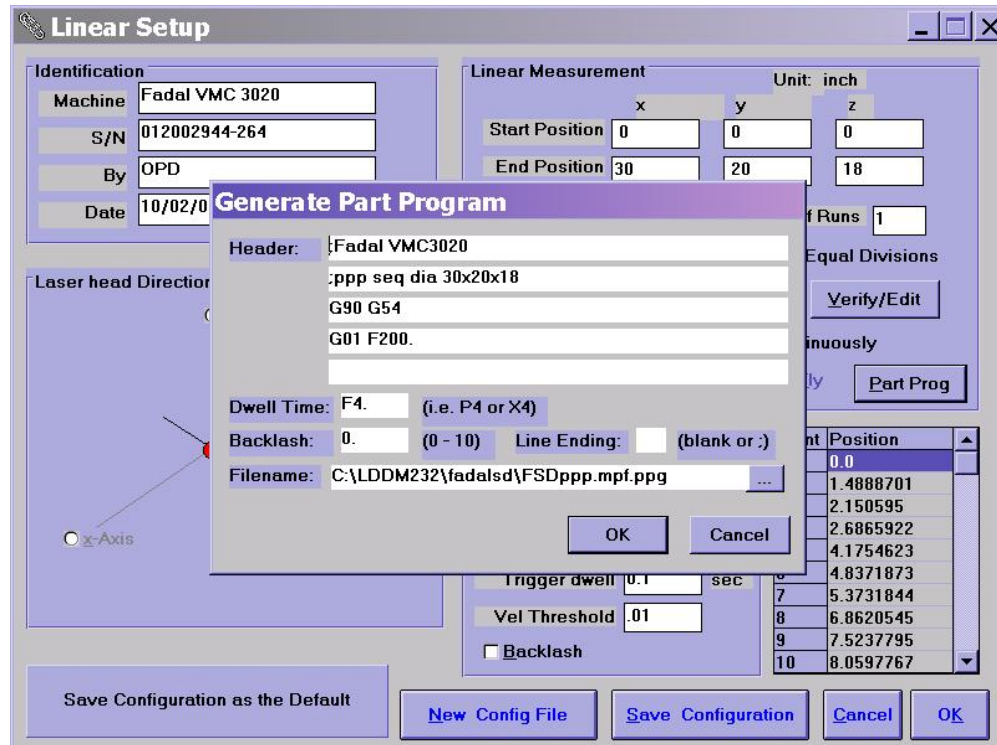 Linear Setup
Identification
Machine Fadal VMC 3020
S/N 012002944-264
By OPD
Date 10/02/0
Linear Measurement
Unit: inch
x y z
Start Position 0 0 0
End Position 30 20 18
Runs 1
Equal Divisions
Verify/Edit
Part Prog
Laser head
x-Axis
Generate Part Program
Header: ;Fadal VMC3020
;ppp seq dia 30x20x18
G90 G54
G01 F200.
Dwell Time: F4. (i.e. P4 or X4)
Backlash: 0. (0 - 10) Line Ending: (blank or ;)
Filename: C:\LDDM232\fadalsd\FSDppp.mpf.ppg ...
OK Cancel
Position
0.0
1.4888701
2.150595
2.6865922
4.1754623
4.8371873
7 5.3731844
8 6.8620545
9 7.5237795
10 8.0597767
Trigger dwell 0.1 sec
Vel Threshold .01
Backlash
Save Configuration as the Default
New Config File
Save Configuration
Cancel
OK